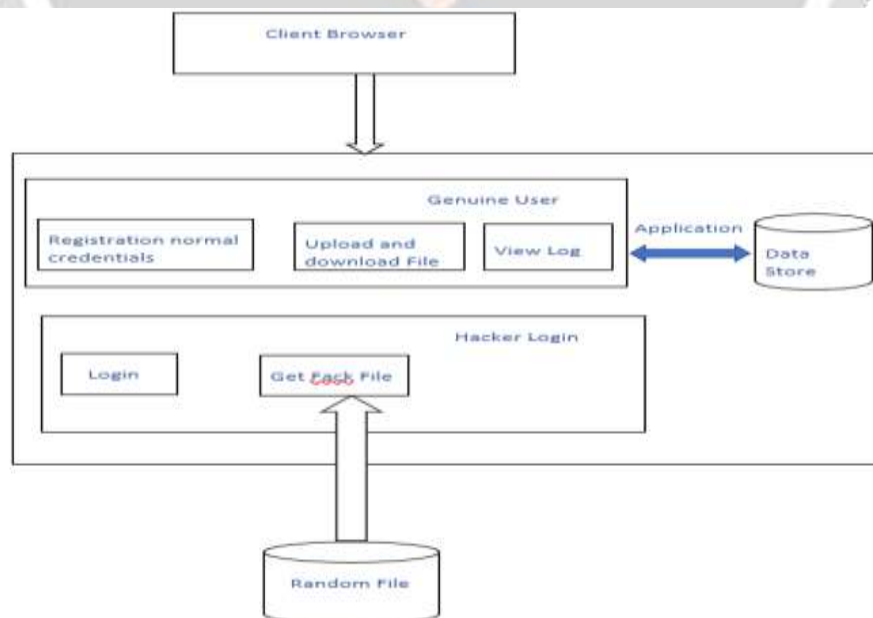 Client Browser
Genuine User
Registration normal
credentials
Upload and
download File
View Log
Application
Data
Store
Hacker Login
Login
Get Fack File
Random File